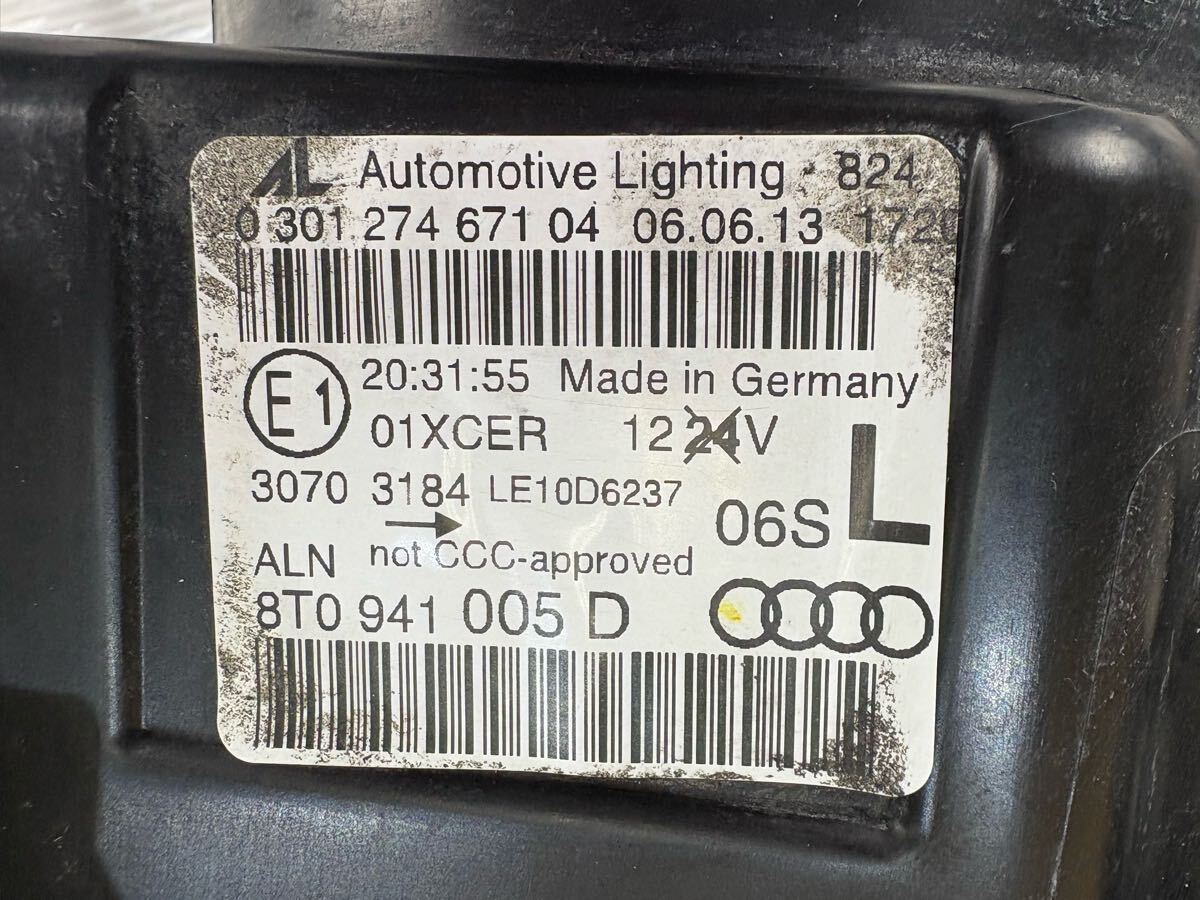 AL Automotive Lighting 824
0 301 274 671 04 06.06.13 1720
E1
20:31:55 Made in Germany
01XCER 12 24V
3070 3184 LE10D6237
06S L
ALN not CCC-approved
8T0 941 005 D